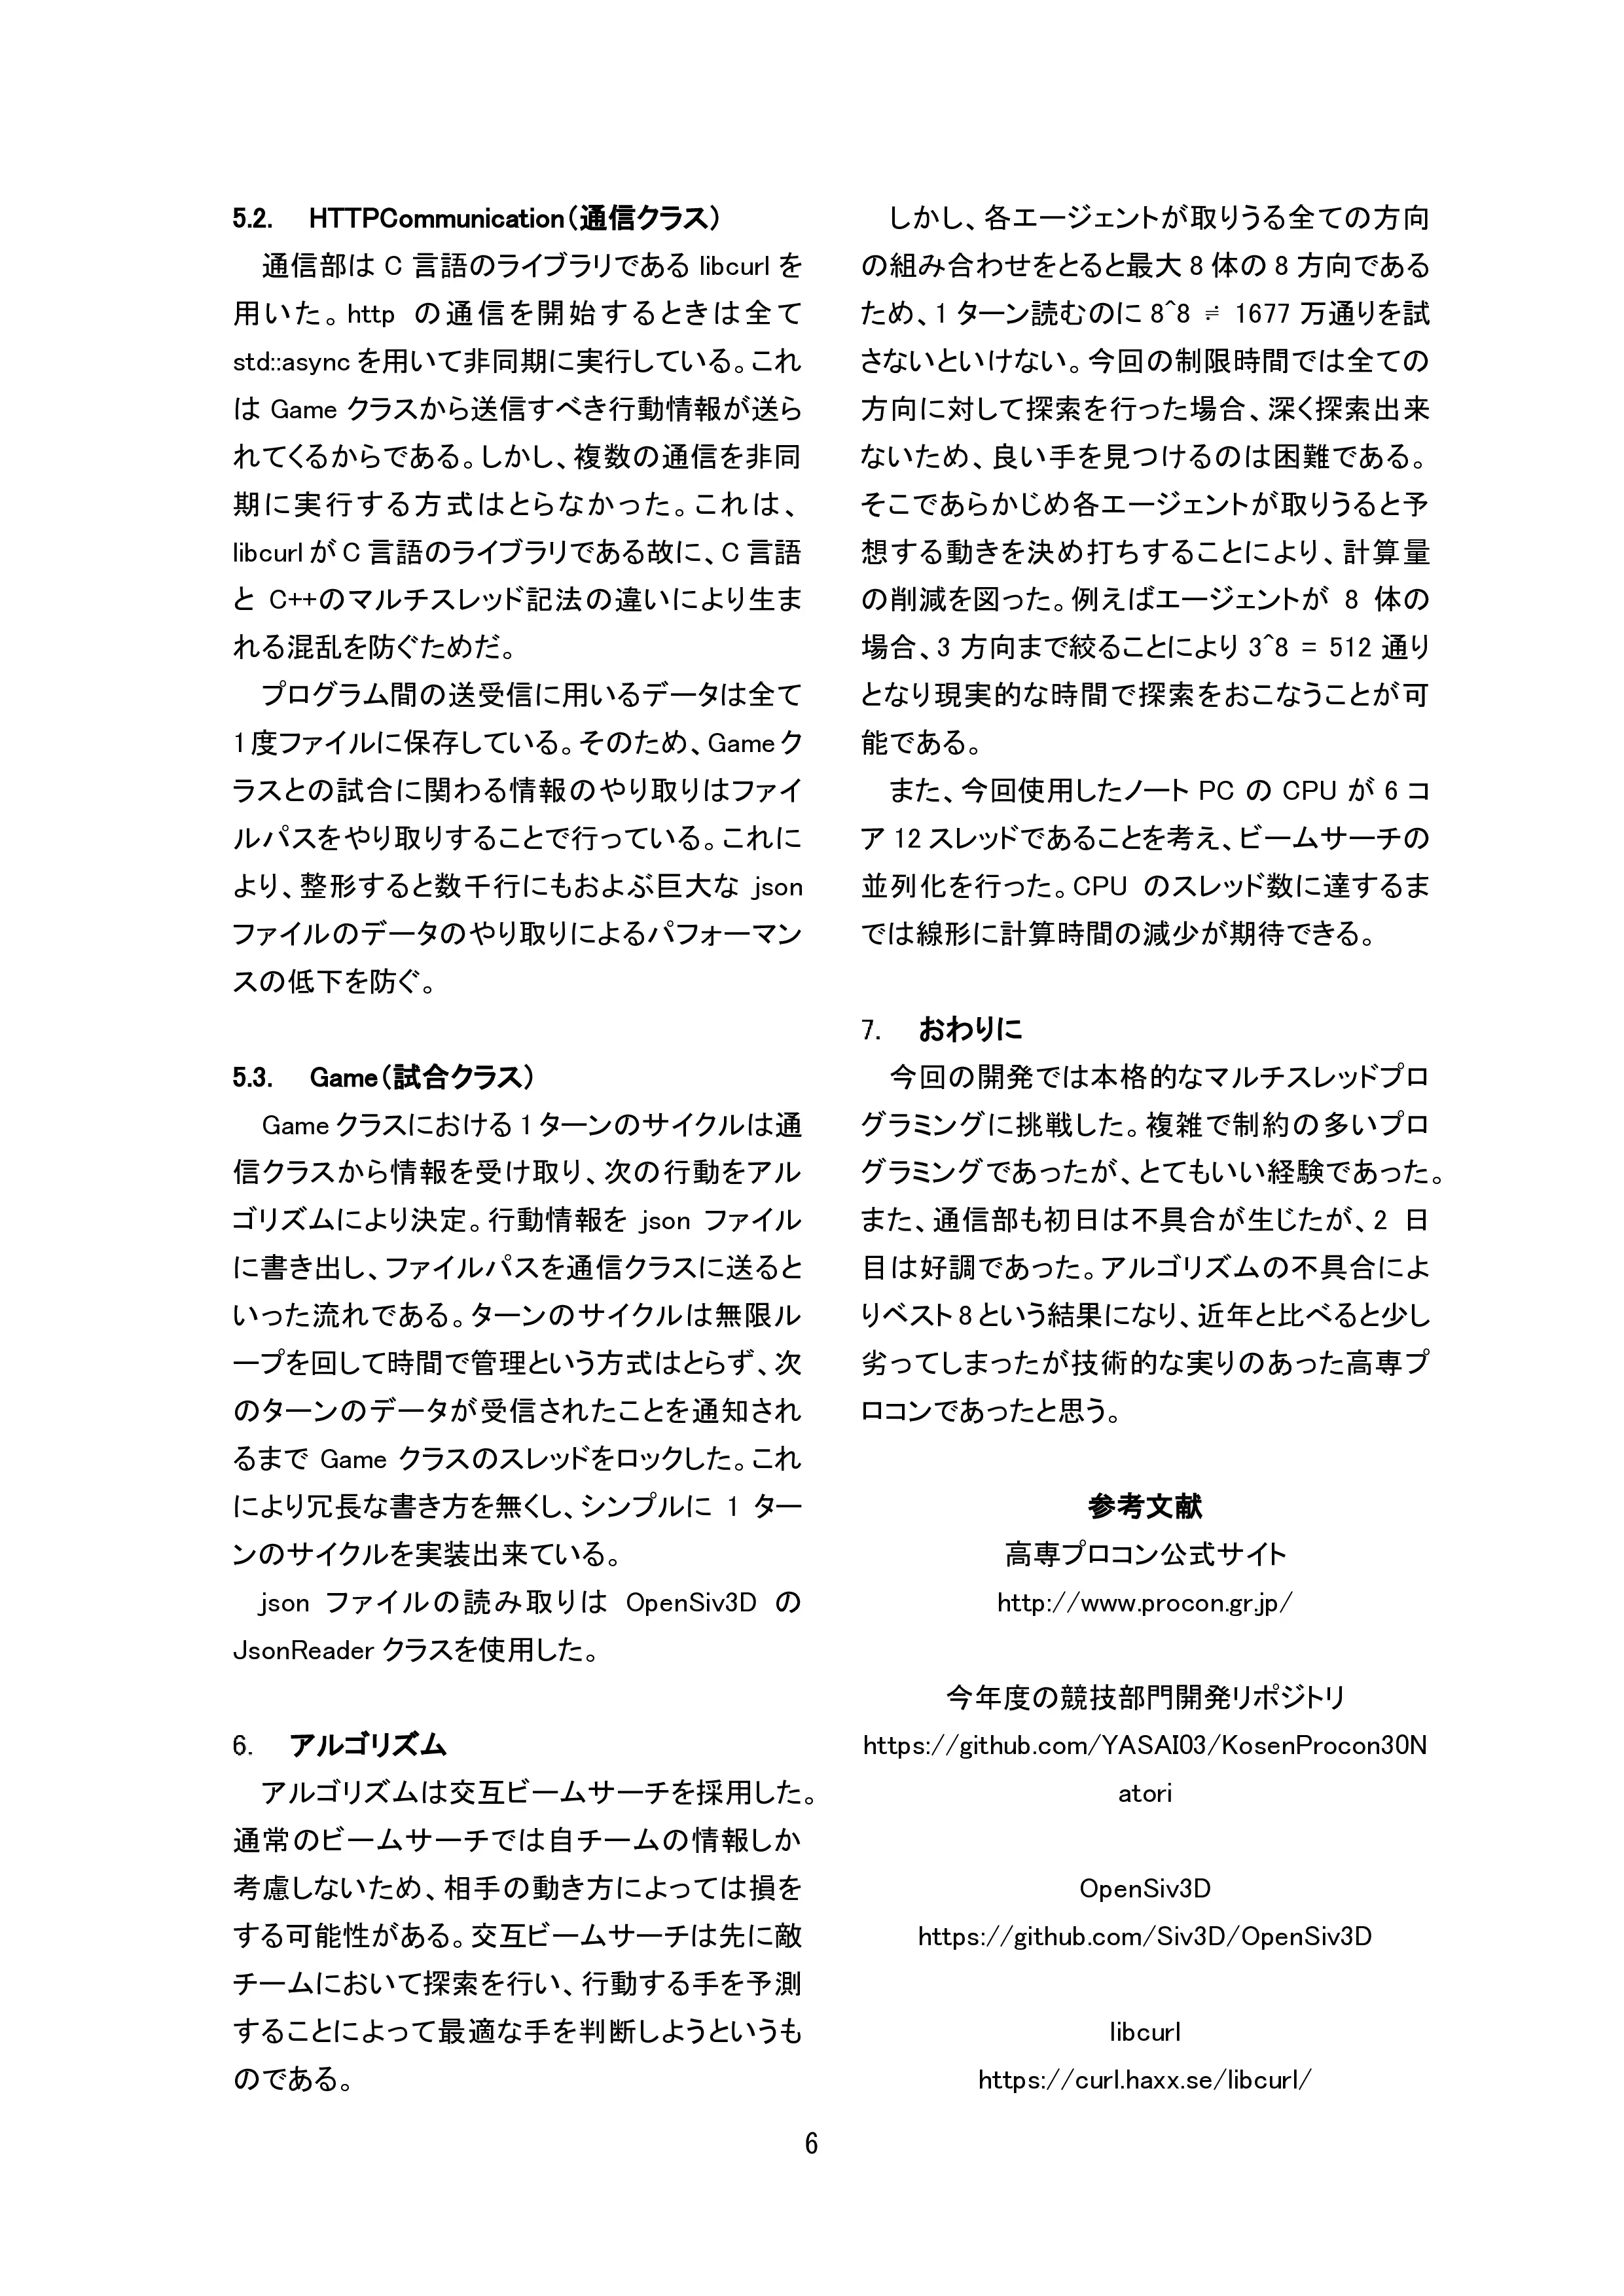 5.2. HTTPCommunication(通信クラス)
通信部は C 言語のライブラリである libcurl を
用いた。http の通信を開始するときは全て
std::async を用いて非同期に実行している。これ
は Game クラスから送信すべき行動情報が送ら
れてくるからである。しかし、複数の通信を非同
期に実行する方式はとらなかった。これは、
libcurl が C 言語のライブラリである故に、C 言語
と C++のマルチスレッド記法の違いにより生ま
れる混乱を防ぐためだ。
プログラム間の送受信に用いるデータは全て
1 度ファイルに保存している。そのため、Game ク
ラスとの試合に関わる情報のやり取りはファイ
ルパスをやり取りすることで行っている。これに
より、整形すると数千行にもおよぶ巨大な json
ファイルのデータのやり取りによるパフォーマン
スの低下を防ぐ。
5.3. Game(試合クラス)
Game クラスにおける 1 ターンのサイクルは通
信クラスから情報を受け取り、次の行動をアル
ゴリズムにより決定。行動情報を json ファイル
に書き出し、ファイルパスを通信クラスに送ると
いった流れである。ターンのサイクルは無限ル
ープを回して時間で管理という方式はとらず、次
のターンのデータが受信されたことを通知され
るまで Game クラスのスレッドをロックした。これ
により冗長な書き方を無くし、シンプルに 1 ター
ンのサイクルを実装出来ている。
json ファイルの読み取りは OpenSiv3D の
JsonReader クラスを使用した。
6. アルゴリズム
アルゴリズムは交互ビームサーチを採用した。
通常のビームサーチでは自チームの情報しか
考慮しないため、相手の動き方によっては損を
する可能性がある。交互ビームサーチは先に敵
チームにおいて探索を行い、行動する手を予測
することによって最適な手を判断しようというも
のである。
しかし、各エージェントが取りうる全ての方向
の組み合わせをとると最大 8 体の 8 方向である
ため、1 ターン読むのに 8^8 ≒ 1677 万通りを試
さないといけない。今回の制限時間では全ての
方向に対して探索を行った場合、深く探索出来
ないため、良い手を見つけるのは困難である。
そこであらかじめ各エージェントが取りうると予
想する動きを決め打ちすることにより、計算量
の削減を図った。例えばエージェントが 8 体の
場合、3 方向まで絞ることにより 3^8 = 512 通り
となり現実的な時間で探索をおこなうことが可
能である。
また、今回使用したノート PC の CPU が 6 コ
ア 12 スレッドであることを考え、ビームサーチの
並列化を行った。CPU のスレッド数に達するま
では線形に計算時間の減少が期待できる。
7. おわりに
今回の開発では本格的なマルチスレッドプロ
グラミングに挑戦した。複雑で制約の多いプロ
グラミングであったが、とてもいい経験であった。
また、通信部も初日は不具合が生じたが、2 日
目は好調であった。アルゴリズムの不具合によ
りベスト 8 という結果になり、近年と比べると少し
劣ってしまったが技術的な実りのあった高専プ
ロコンであったと思う。
参考文献
高専プロコン公式サイト
http://www.procon.gr.jp/
今年度の競技部門開発リポジトリ
https://github.com/YASAI03/KosenProcon30N
atori
OpenSiv3D
https://github.com/Siv3D/OpenSiv3D
libcurl
https://curl.haxx.se/libcurl/
6